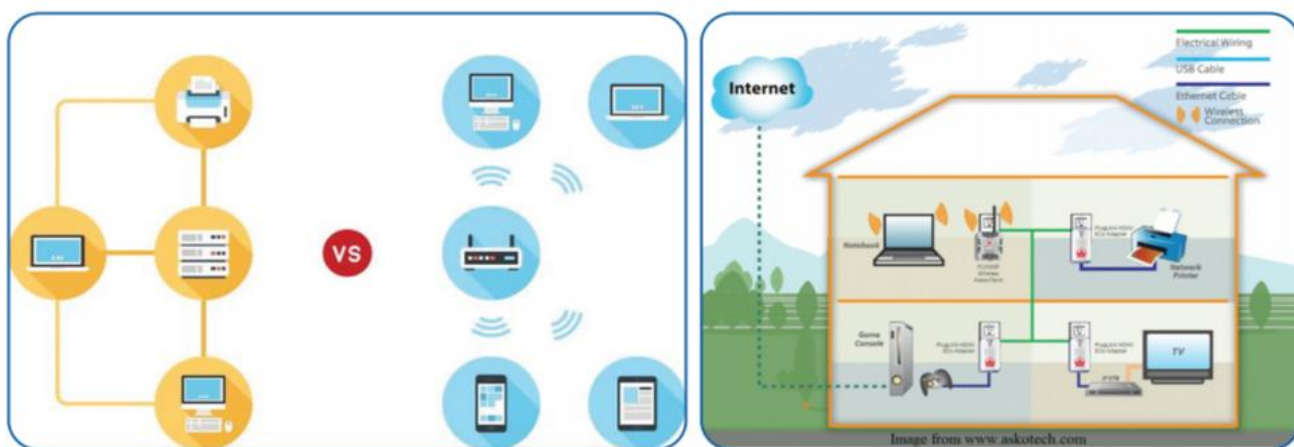 VS
Internet
Electrical Wiring
USB Cable
Ethernet Cable
Wireless
Connection
Notebook
Wireless
Network
Printer
Game
Console
TV
Image from www.askotech.com